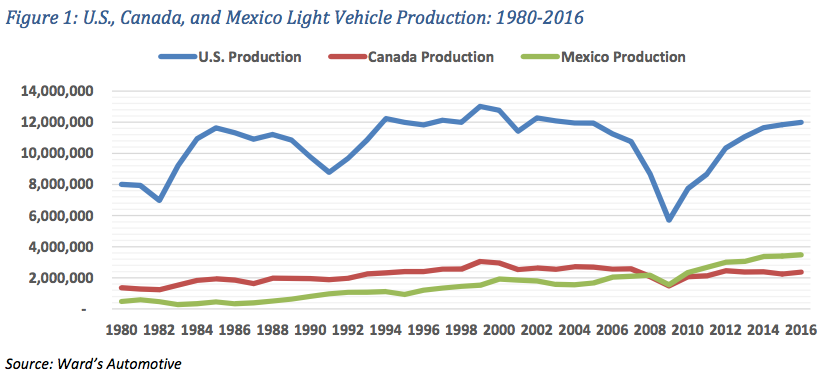 Figure 1: U.S., Canada, and Mexico Light Vehicle Production: 1980-2016
U.S. Production Canada Production Mexico Production
14,000,000
12,000,000
10,000,000
8,000,000
6,000,000
4,000,000
2,000,000
-
1980 1982 1984 1986 1988 1990 1992 1994 1996 1998 2000 2002 2004 2006 2008 2010 2012 2014 2016
Source: Ward's Automotive